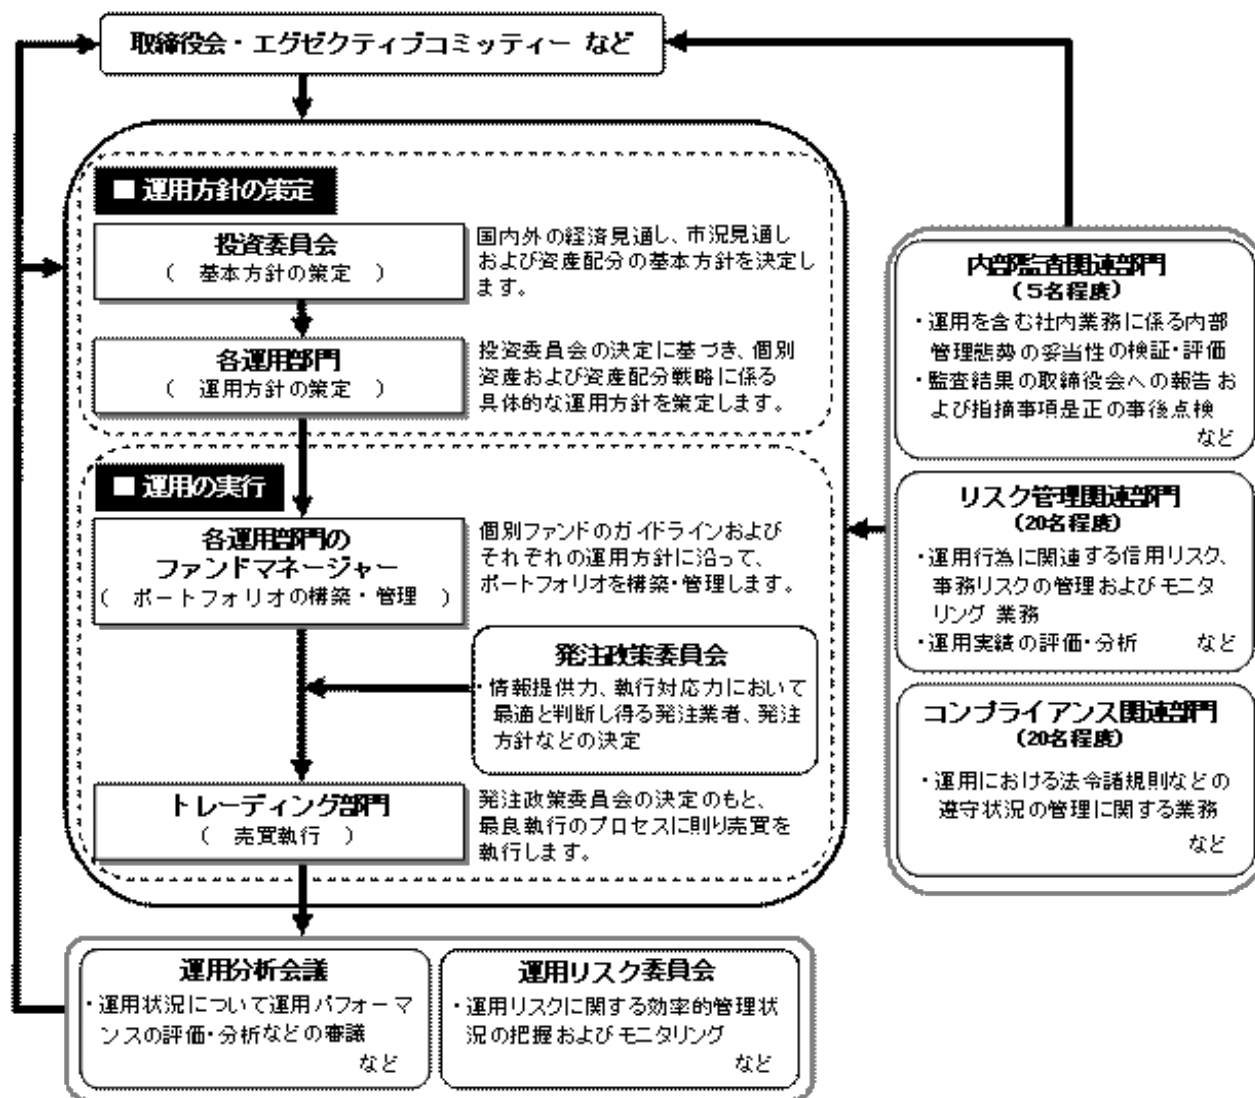 取締役会・エグゼクティブコミッティー など
■ 運用方針の策定
投資委員会
( 基本方針の策定 )
国内外の経済見通し、市況見通し
および資産配分の基本方針を決定し
ます。
各運用部門
( 運用方針の策定 )
投資委員会の決定に基づき、個別
資産および資産配分戦略に係る
具体的な運用方針を策定します。
■ 運用の実行
各運用部門の
ファンドマネージャー
( ポートフォリオの構築・管理 )
個別ファンドのガイドラインおよび
それぞれの運用方針に沿って、
ポートフォリオを構築・管理します。
発注政策委員会
・情報提供力、執行対応力において
最適と判断し得る発注業者、発注
方針などの決定
トレーディング部門
( 売買執行 )
発注政策委員会の決定のもと、
最良執行のプロセスに則り売買を
執行します。
内部監査関連部門
(5名程度)
・運用を含む社内業務に係る内部
管理態勢の妥当性の検証・評価
・監査結果の取締役会への報告お
よび指摘事項是正の事後点検
など
リスク管理関連部門
(20名程度)
・運用行為に関連する信用リスク、
事務リスクの管理およびモニタ
リング 業務
・運用実績の評価・分析 など
コンプライアンス関連部門
(20名程度)
・運用における法令諸規則などの
遵守状況の管理に関する業務
など
運用分析会議
・運用状況について運用パフォーマ
ンスの評価・分析などの審議
など
運用リスク委員会
・運用リスクに関する効率的管理状
況の把握およびモニタリング
など